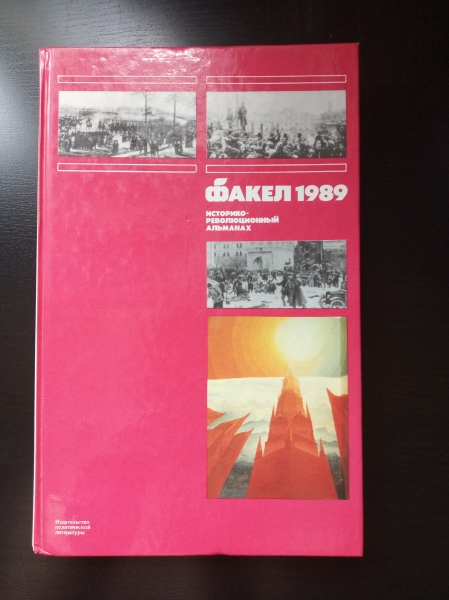 ФАКЕЛ 1989
ИСТОРИКО-
РЕВОЛЮЦИОННЫЙ
АЛЬМАНАХ
Издательство
политической
литературы